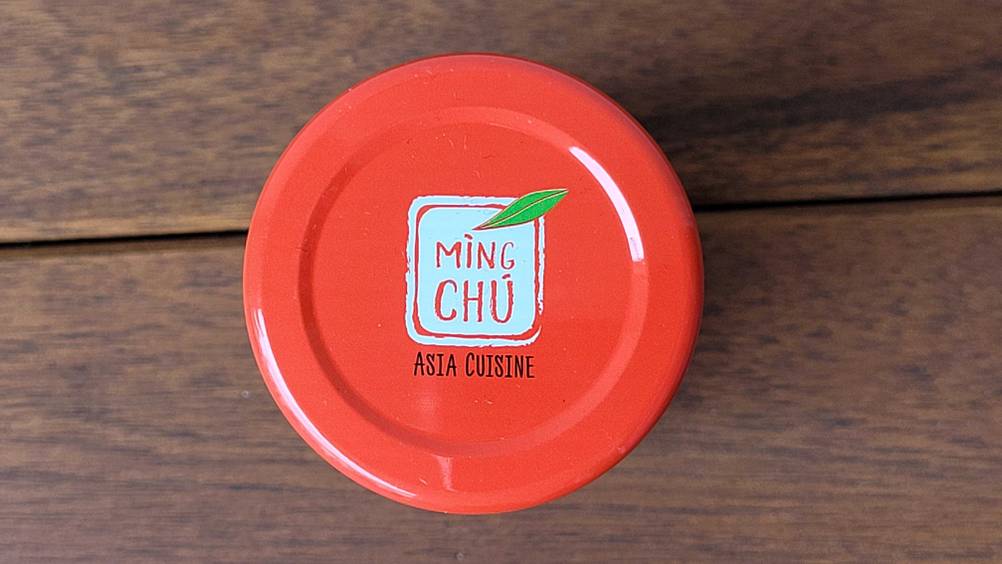 MÌNG
CHÚ
ASIA CUISINE